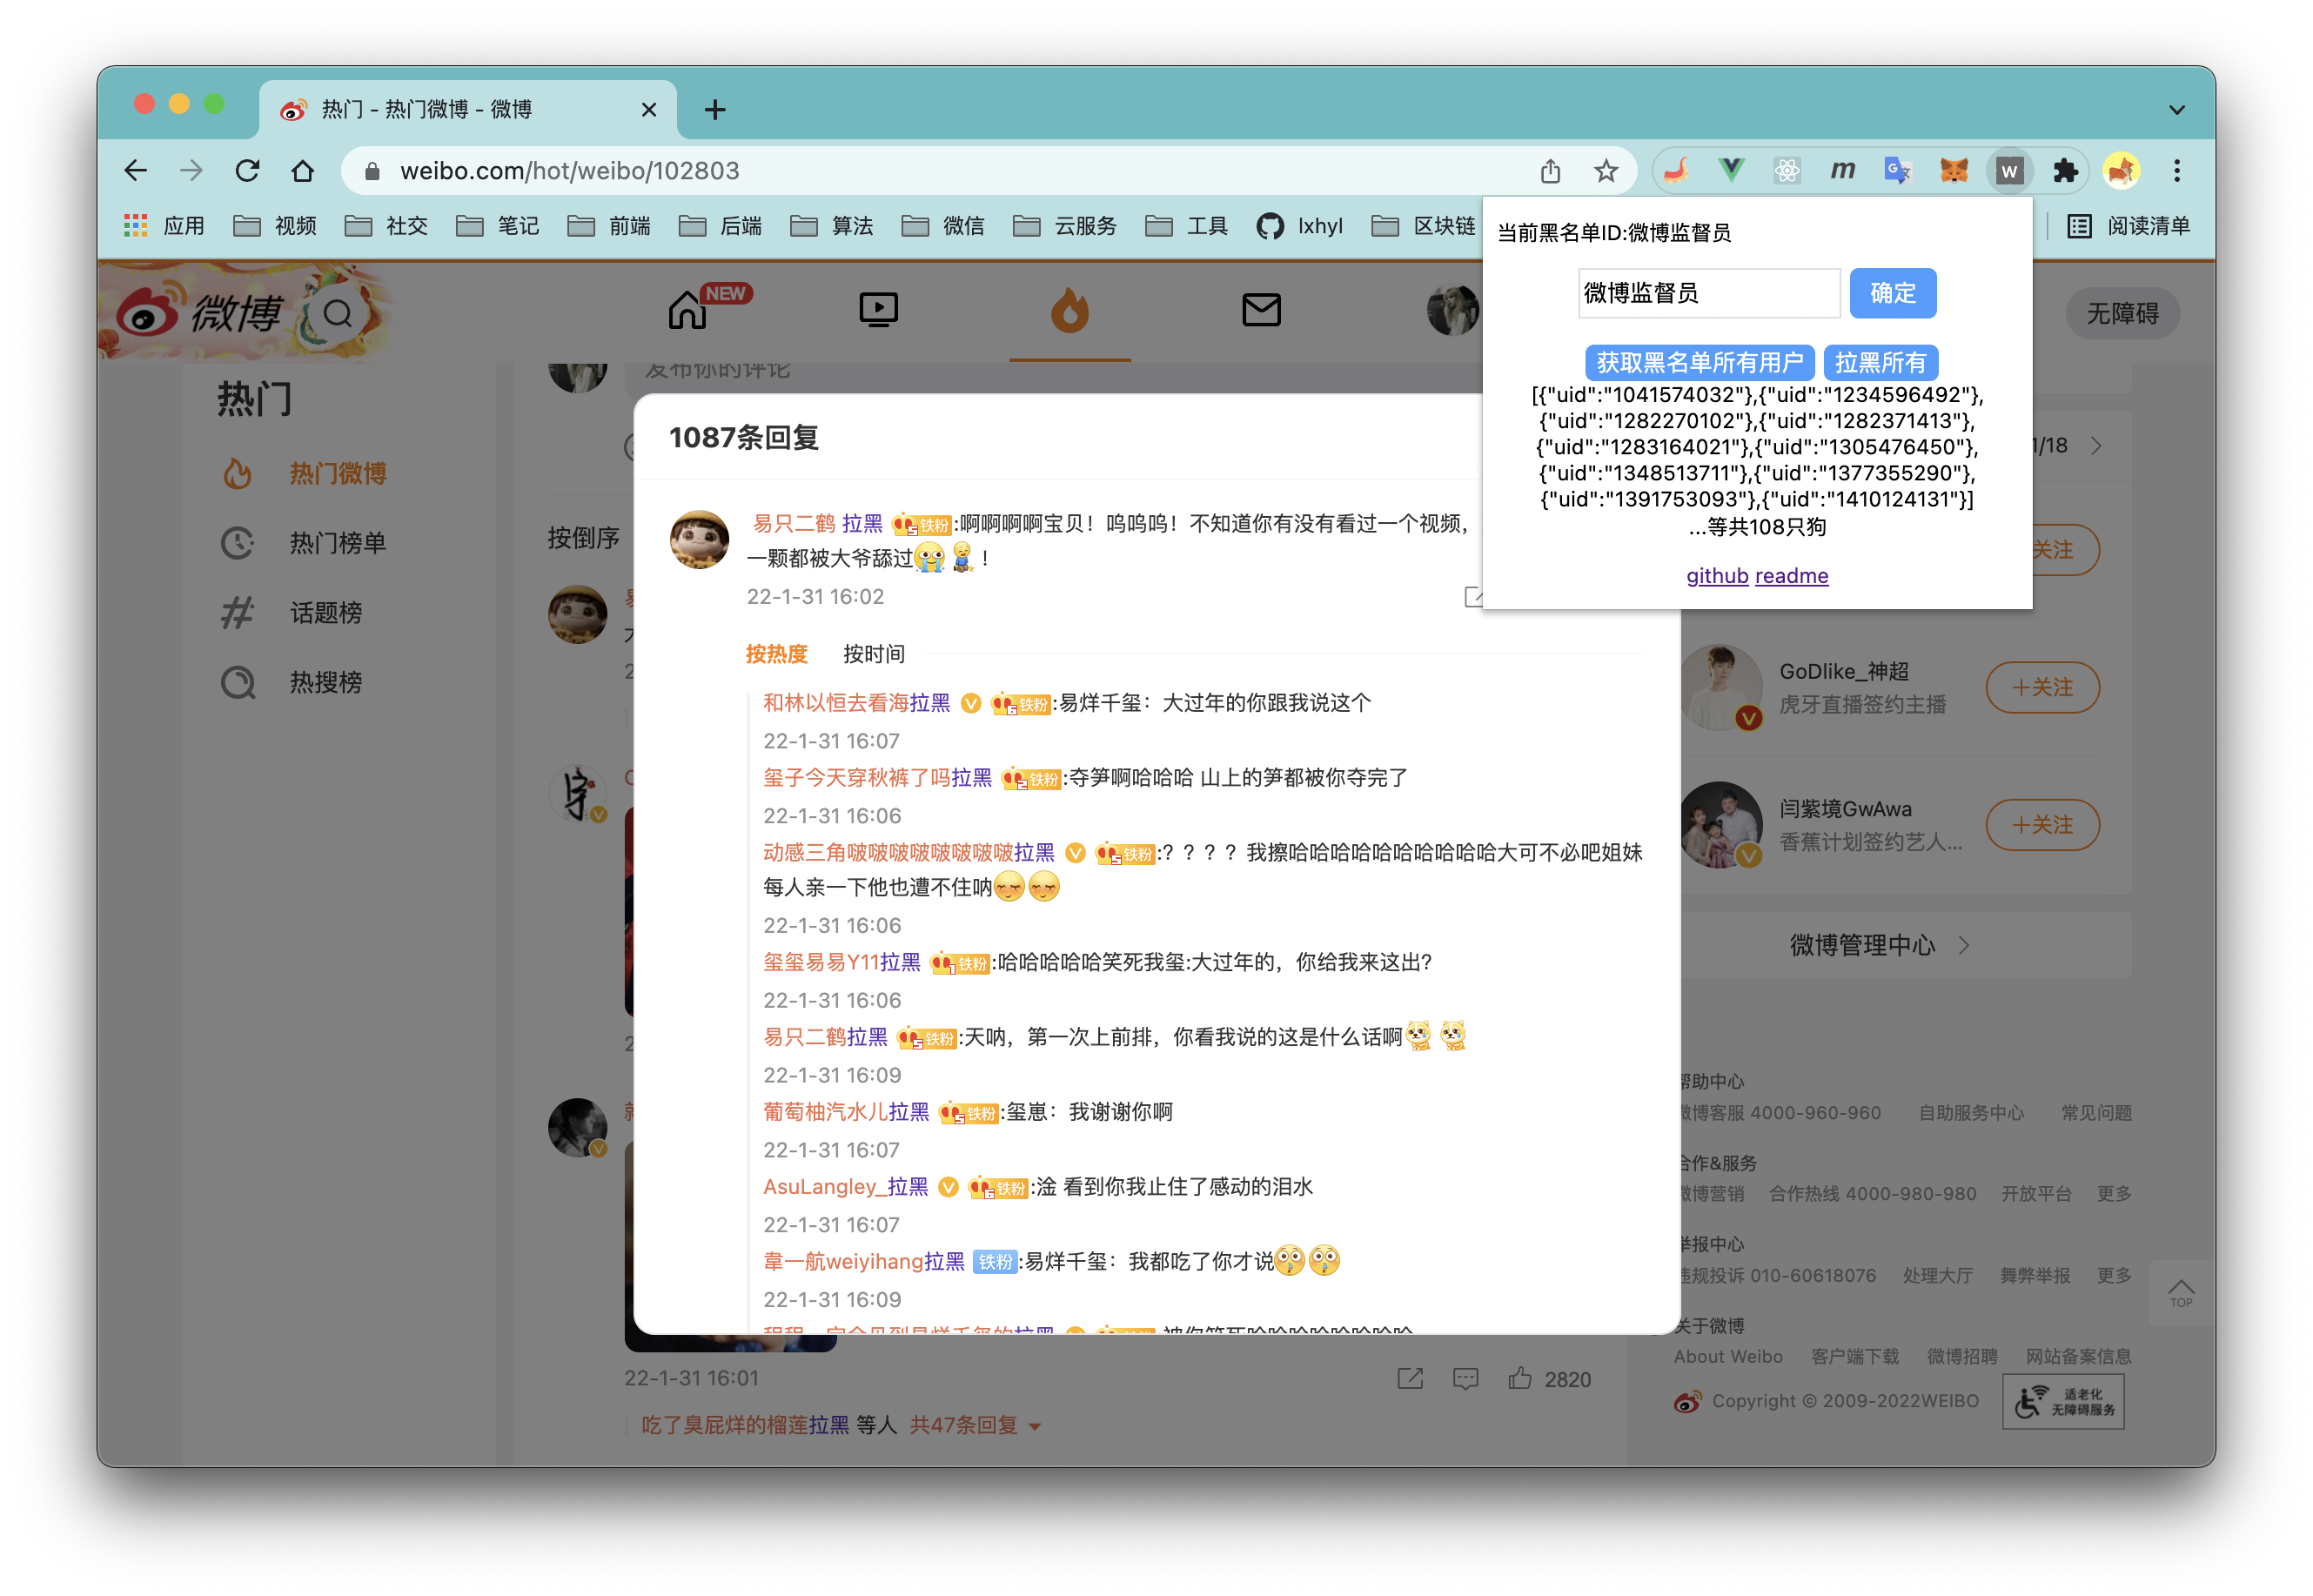 热门 - 热门微博 - 微博
weibo.com/hot/weibo/102803
应用 视频 社交 笔记 前端 后端 算法 微信 云服务 工具 lxhyl 区块链 阅读清单
当前黑名单ID:微博监督员
微博监督员 确定
获取黑名单所有用户 拉黑所有
[{"uid":"1041574032"},{"uid":"1234596492"},
{"uid":"1282270102"},{"uid":"1282371413"},
{"uid":"1283164021"},{"uid":"1305476450"},
{"uid":"1348513711"},{"uid":"1377355290"},
{"uid":"1391753093"},{"uid":"1410124131"}]
...等共108只狗
github readme
微博 NEW 无障碍
热门
热门微博
热门榜单
话题榜
热搜榜
发布你的评论
按倒序
1087条回复
易只二鹤 拉黑 5 铁粉:啊啊啊啊宝贝！呜呜呜！不知道你有没有看过一个视频，
一颗都被大爷舔过！
22-1-31 16:02
按热度 按时间
和林以恒去看海拉黑 6 铁粉:易烊千玺：大过年的你跟我说这个
22-1-31 16:07
玺子今天穿秋裤了吗拉黑 2 铁粉:夺笋啊哈哈哈 山上的笋都被你夺完了
22-1-31 16:06
动感三角啵啵啵啵啵啵啵啵拉黑 5 铁粉:？？？？我擦哈哈哈哈哈哈哈哈哈哈大可不必吧姐妹
每人亲一下他也遭不住呐
22-1-31 16:06
玺玺易易Y11拉黑 1 铁粉:哈哈哈哈哈笑死我玺:大过年的，你给我来这出?
22-1-31 16:06
易只二鹤拉黑 5 铁粉:天呐，第一次上前排，你看我说的这是什么话啊
22-1-31 16:09
葡萄柚汽水儿拉黑 5 铁粉:玺崽：我谢谢你啊
22-1-31 16:07
AsuLangley_拉黑 6 铁粉:淦 看到你我止住了感动的泪水
22-1-31 16:07
韋一航weiyihang拉黑 铁粉:易烊千玺：我都吃了你才说
22-1-31 16:09
22-1-31 16:01
2820
吃了臭屁烊的榴莲拉黑 等人 共47条回复
1/18
关注
GoDlike_神超
虎牙直播签约主播
+关注
闫紫境GwAwa
香蕉计划签约艺人...
+关注
微博管理中心
帮助中心
微博客服 4000-960-960 自助服务中心 常见问题
合作&服务
微博营销 合作热线 4000-980-980 开放平台 更多
举报中心
违规投诉 010-60618076 处理大厅 舞弊举报 更多
TOP
关于微博
About Weibo 客户端下载 微博招聘 网站备案信息
Copyright © 2009-2022WEIBO
适老化
无障碍服务